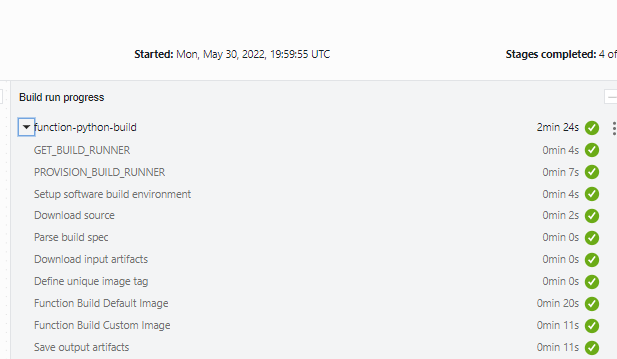 Started: Mon, May 30, 2022, 19:59:55 UTC Stages completed: 4 of
Build run progress
function-python-build 2min 24s
GET_BUILD_RUNNER 0min 4s
PROVISION_BUILD_RUNNER 0min 7s
Setup software build environment 0min 4s
Download source 0min 2s
Parse build spec 0min 0s
Download input artifacts 0min 0s
Define unique image tag 0min 0s
Function Build Default Image 0min 20s
Function Build Custom Image 0min 11s
Save output artifacts 0min 11s